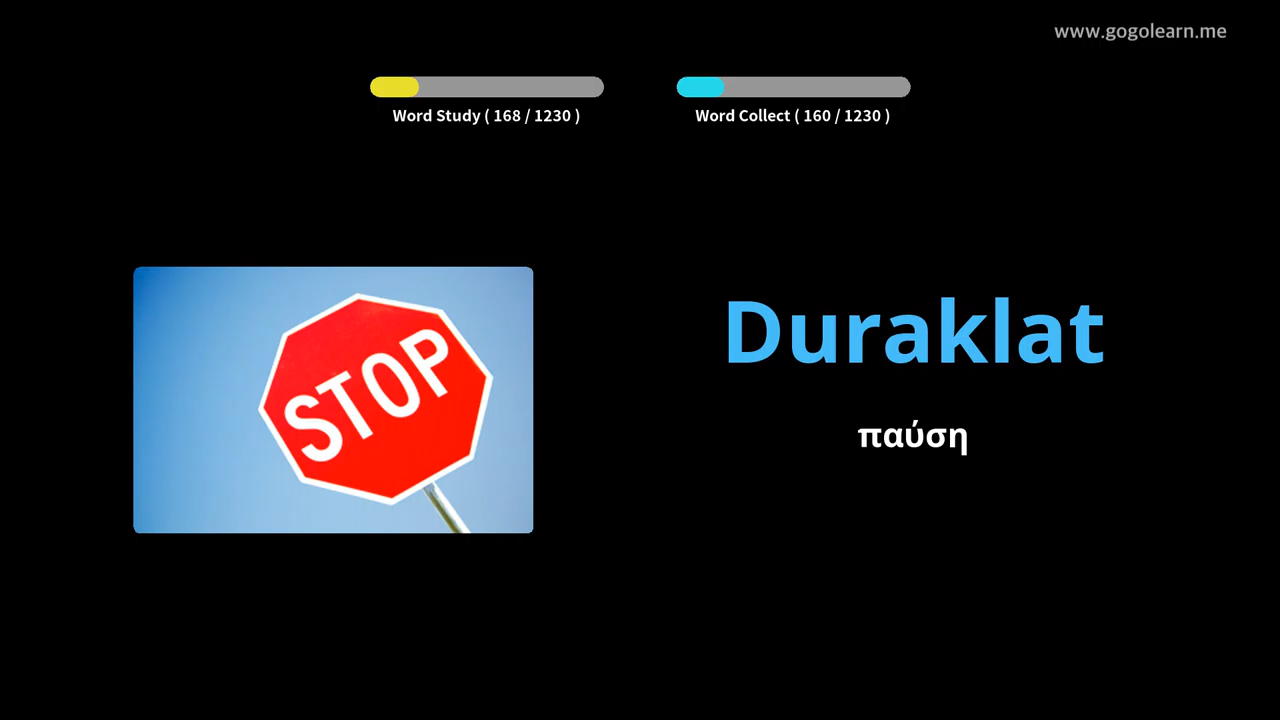 www.gogolearn.me
Word Study ( 168 / 1230 )
Word Collect ( 160 / 1230 )
STOP
Duraklat
παύση